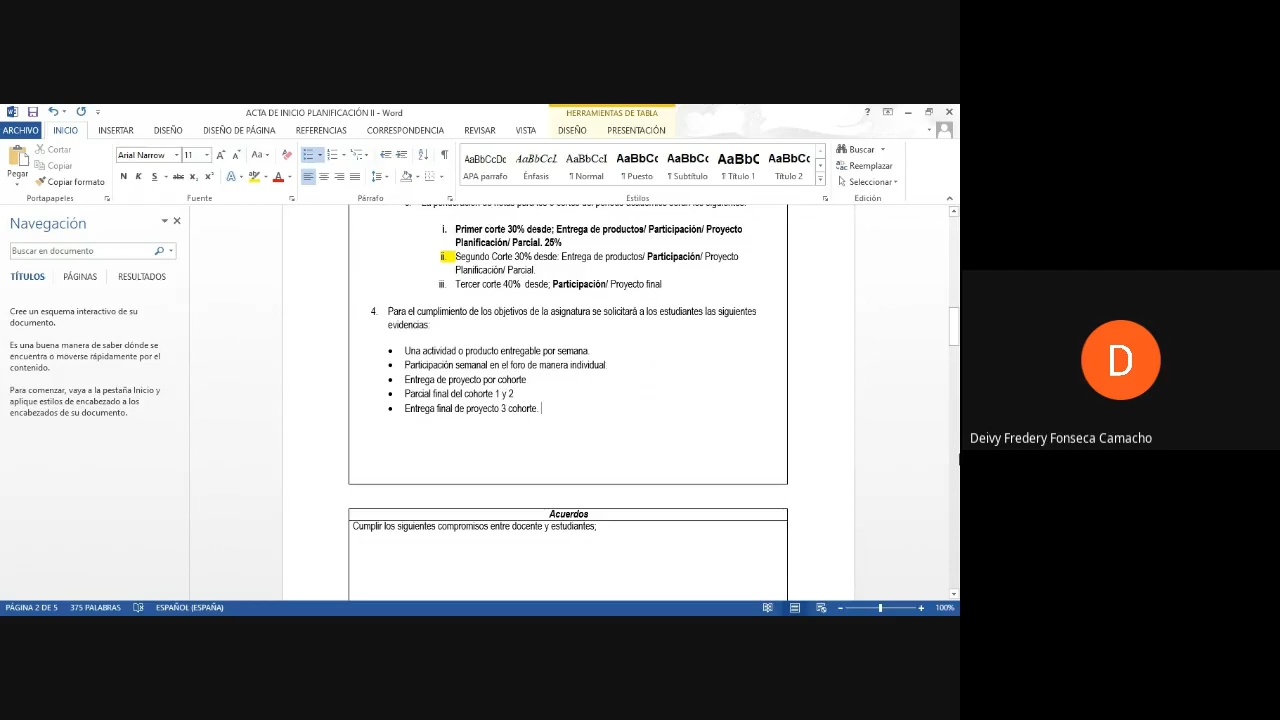 ACTA DE INICIO PLANIFICACIÓN II - Word
HERRAMIENTAS DE TABLA
ARCHIVO INICIO INSERTAR DISEÑO DISEÑO DE PÁGINA REFERENCIAS CORRESPONDENCIA REVISAR VISTA DISEÑO PRESENTACIÓN
Pegar
Cortar
Copiar
Copiar formato
Portapapeles
Arial Narrow 11
N K S abc x₂ x²
Fuente
Párrafo
AaBbCcDc AaBbCcI AaBbCcI AaBbCc AaBbCc AaBbC AaBbCc
APA parrafo Énfasis ¶ Normal ¶ Puesto ¶ Subtítulo ¶ Título 1 ¶ Título 2
Estilos
Buscar
Reemplazar
Seleccionar
Edición
Navegación
Buscar en documento
TÍTULOS PÁGINAS RESULTADOS
Cree un esquema interactivo de su
documento.
Es una buena manera de saber dónde se
encuentra o moverse rápidamente por el
contenido.
Para comenzar, vaya a la pestaña Inicio y
aplique estilos de encabezado a los
encabezados de su documento.
i. Primer corte 30% desde; Entrega de productos/ Participación/ Proyecto
Planificación/ Parcial. 25%
ii. Segundo Corte 30% desde: Entrega de productos/ Participación/ Proyecto
Planificación/ Parcial.
iii. Tercer corte 40% desde; Participación/ Proyecto final
4. Para el cumplimiento de los objetivos de la asignatura se solicitará a los estudiantes las siguientes
evidencias:
• Una actividad o producto entregable por semana.
• Participación semanal en el foro de manera individual.
• Entrega de proyecto por cohorte
• Parcial final del cohorte 1 y 2
• Entrega final de proyecto 3 cohorte.
Acuerdos
Cumplir los siguientes compromisos entre docente y estudiantes;
PÁGINA 2 DE 5 375 PALABRAS ESPAÑOL (ESPAÑA) 100%
D
Deivy Fredery Fonseca Camacho